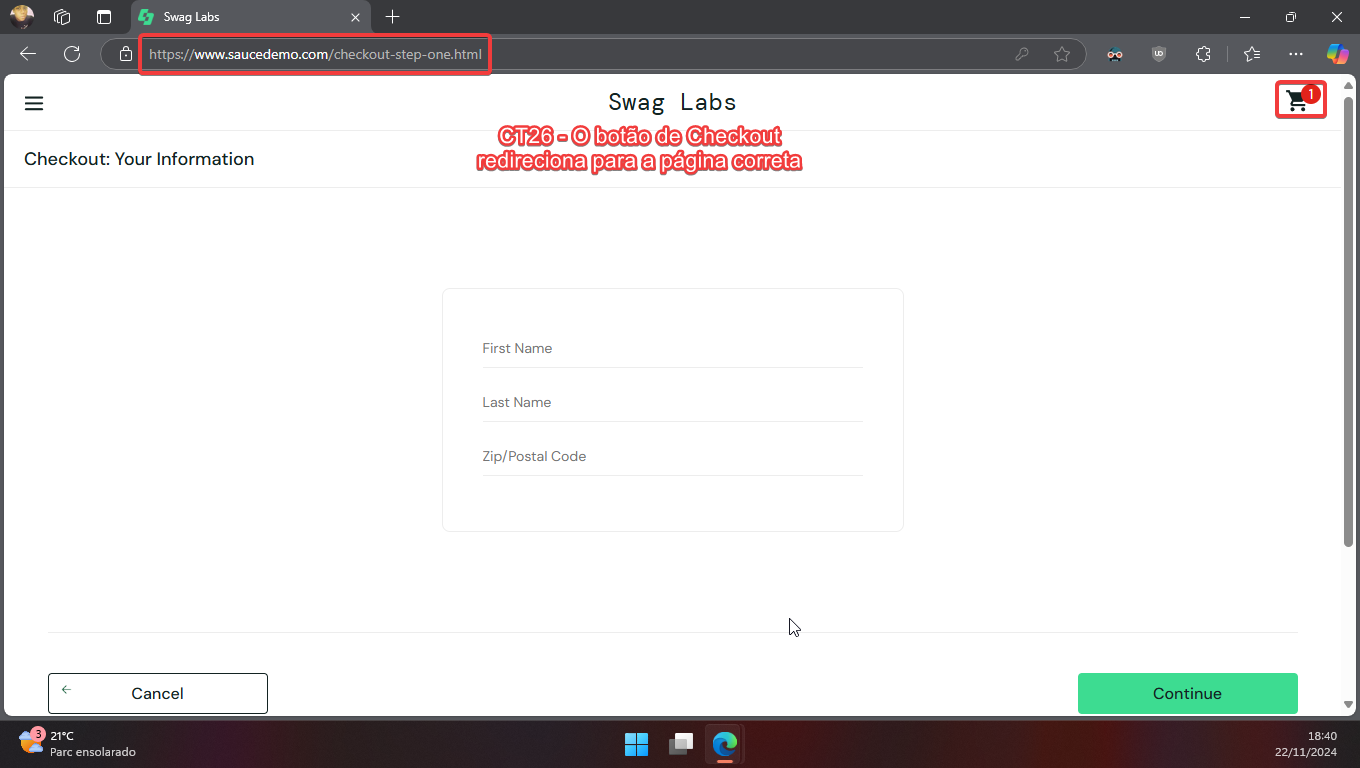 Swag Labs
https://www.saucedemo.com/checkout-step-one.html
Swag Labs
1
CT26 - O botão de Checkout
redireciona para a página correta
Checkout: Your Information
First Name
Last Name
Zip/Postal Code
Cancel
Continue
3
21°C
Parc ensolarado
18:40
22/11/2024